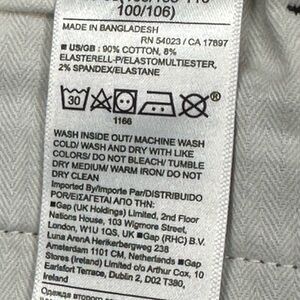 100/106)
MADE IN BANGLADESH
RN 54023 / CA 17897
■ US/GB : 90% COTTON, 8%
ELASTERELL-P/ELASTOMULTIESTER,
2% SPANDEX/ELASTANE
30
®
1166
WASH INSIDE OUT/ MACHINE WASH
COLD/ WASH AND DRY WITH LIKE
COLORS/ DO NOT BLEACH/ TUMBLE
DRY MEDIUM/ WARM IRON/ DO NOT
DRY CLEAN
Imported By/Importe Par/DISTRIBUIDO
POR/ΕΙΣΑΓΕΤΑΙ ΑΠΟ ΤΗΝ:
■Gap (UK Holdings) Limited, 2nd Floor
Nations House, 103 Wigmore Street,
London, W1U 1QS, UK ■Gap (RHC) B.V.
Luna ArenA Herikerbergweg 238
Amsterdam 1101 CM, Netherlands ■Gap
Stores (Ireland) Limited c/o Arthur Cox, 10
Earlsfort Terrace, Dublin 2, D02 T380,
Ireland
Одежда второго